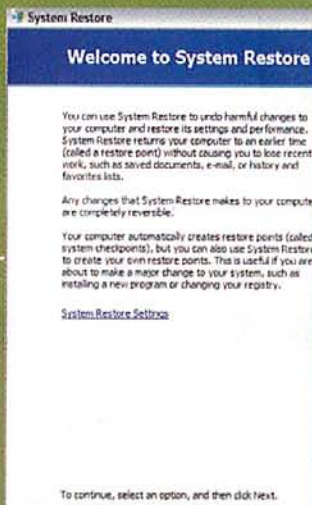 System Restore
Welcome to System Restore
You can use System Restore to undo harmful changes to
your computer and restore its settings and performance.
System Restore returns your computer to an earlier time
(called a restore point) without causing you to lose recent
work, such as saved documents, e-mail, or history and
favorites lists.
Any changes that System Restore makes to your compute
are completely reversible.
Your computer automatically creates restore points (called
system checkpoints), but you can also use System Restore
to create your own restore points. This is useful if you are
about to make a major change to your system, such as
installing a new program or changing your registry.
System Restore Settings
To continue, select an option, and then click Next.